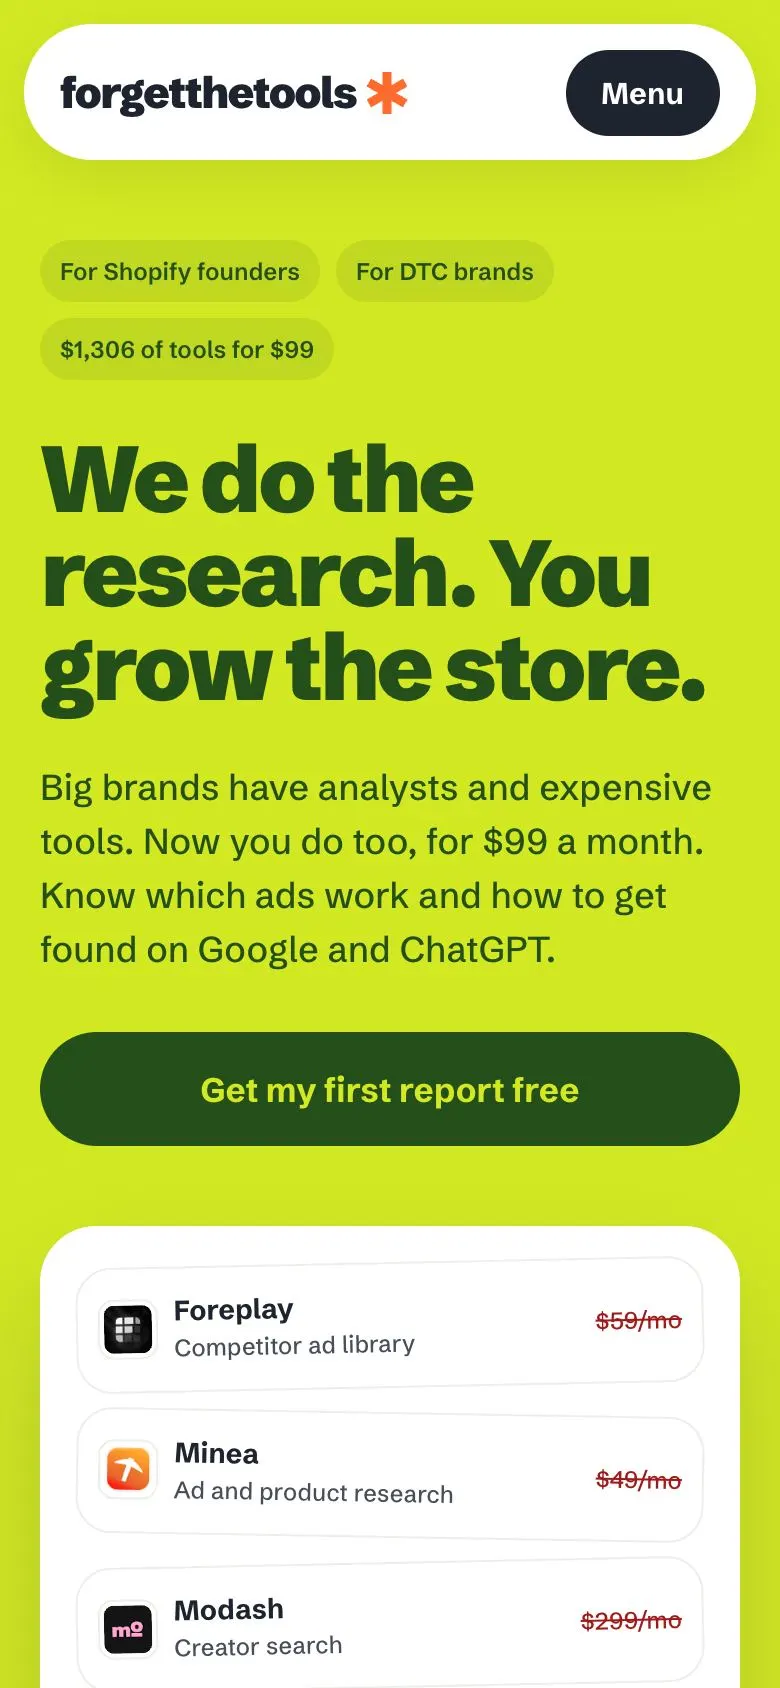 forgetthetools
Menu
For Shopify founders
For DTC brands
$1,306 of tools for $99
We do the
research. You
grow the store.
Big brands have analysts and expensive
tools. Now you do too, for $99 a month.
Know which ads work and how to get
found on Google and ChatGPT.
Get my first report free
Foreplay
Competitor ad library
$59/mo
Minea
Ad and product research
$49/mo
mo
Modash
Creator search
$299/mo